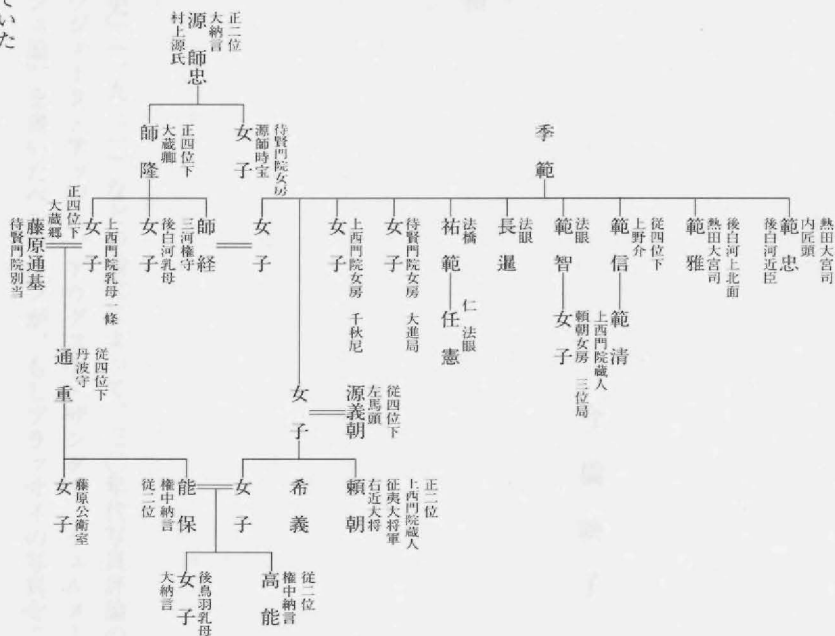 熱田大宮司
範忠
内匠頭
後白河近臣
後白河上北面
範雅
熱田大宮司
従四位下
範信
上野介
範清
上西門院蔵人
法眼
範智
女子
頼朝女房 三位局
法眼
長暹
法橋
祐範
仁 法眼
任憲
待賢門院女房 大進局
女子
上西門院女房 千秋尼
女子
女子
季範
従四位下
左馬頭
源義朝
女子
正二位
上西門院蔵人
征夷大将軍
右近大将
頼朝
希義
女子
能保
権中納言
従二位
従二位
権中納言
高能
後鳥羽乳母
女子
大納言
正二位
大納言
源師忠
村上源氏
待賢門院女房
女子
源師時室
正四位下
大蔵卿
師隆
師経
三河権守
後白河乳母
女子
上西門院乳母一條
女子
正四位下
大蔵卿
藤原通基
待賢門院別当
従四位下
丹波守
通重
藤原公衛室
女子
ていた